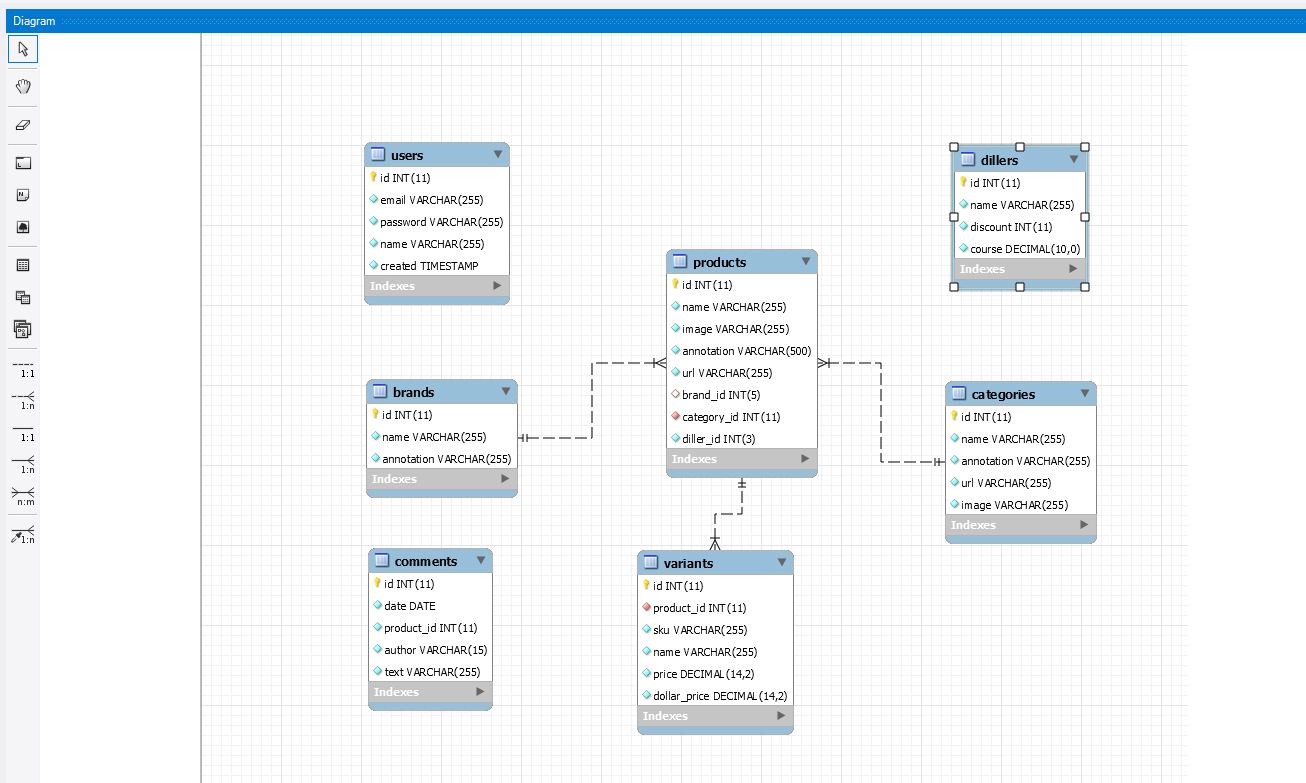 Diagram
1:1
1:n
1:1
1:n
n:m
1:n
users
id INT(11)
email VARCHAR(255)
password VARCHAR(255)
name VARCHAR(255)
created TIMESTAMP
Indexes
dillers
id INT(11)
name VARCHAR(255)
discount INT(11)
course DECIMAL(10,0)
Indexes
products
id INT(11)
name VARCHAR(255)
image VARCHAR(255)
annotation VARCHAR(500)
url VARCHAR(255)
brand_id INT(5)
category_id INT(11)
diller_id INT(3)
Indexes
brands
id INT(11)
name VARCHAR(255)
annotation VARCHAR(255)
Indexes
categories
id INT(11)
name VARCHAR(255)
annotation VARCHAR(255)
url VARCHAR(255)
image VARCHAR(255)
Indexes
comments
id INT(11)
date DATE
product_id INT(11)
author VARCHAR(15)
text VARCHAR(255)
Indexes
variants
id INT(11)
product_id INT(11)
sku VARCHAR(255)
name VARCHAR(255)
price DECIMAL(14,2)
dollar_price DECIMAL(14,2)
Indexes